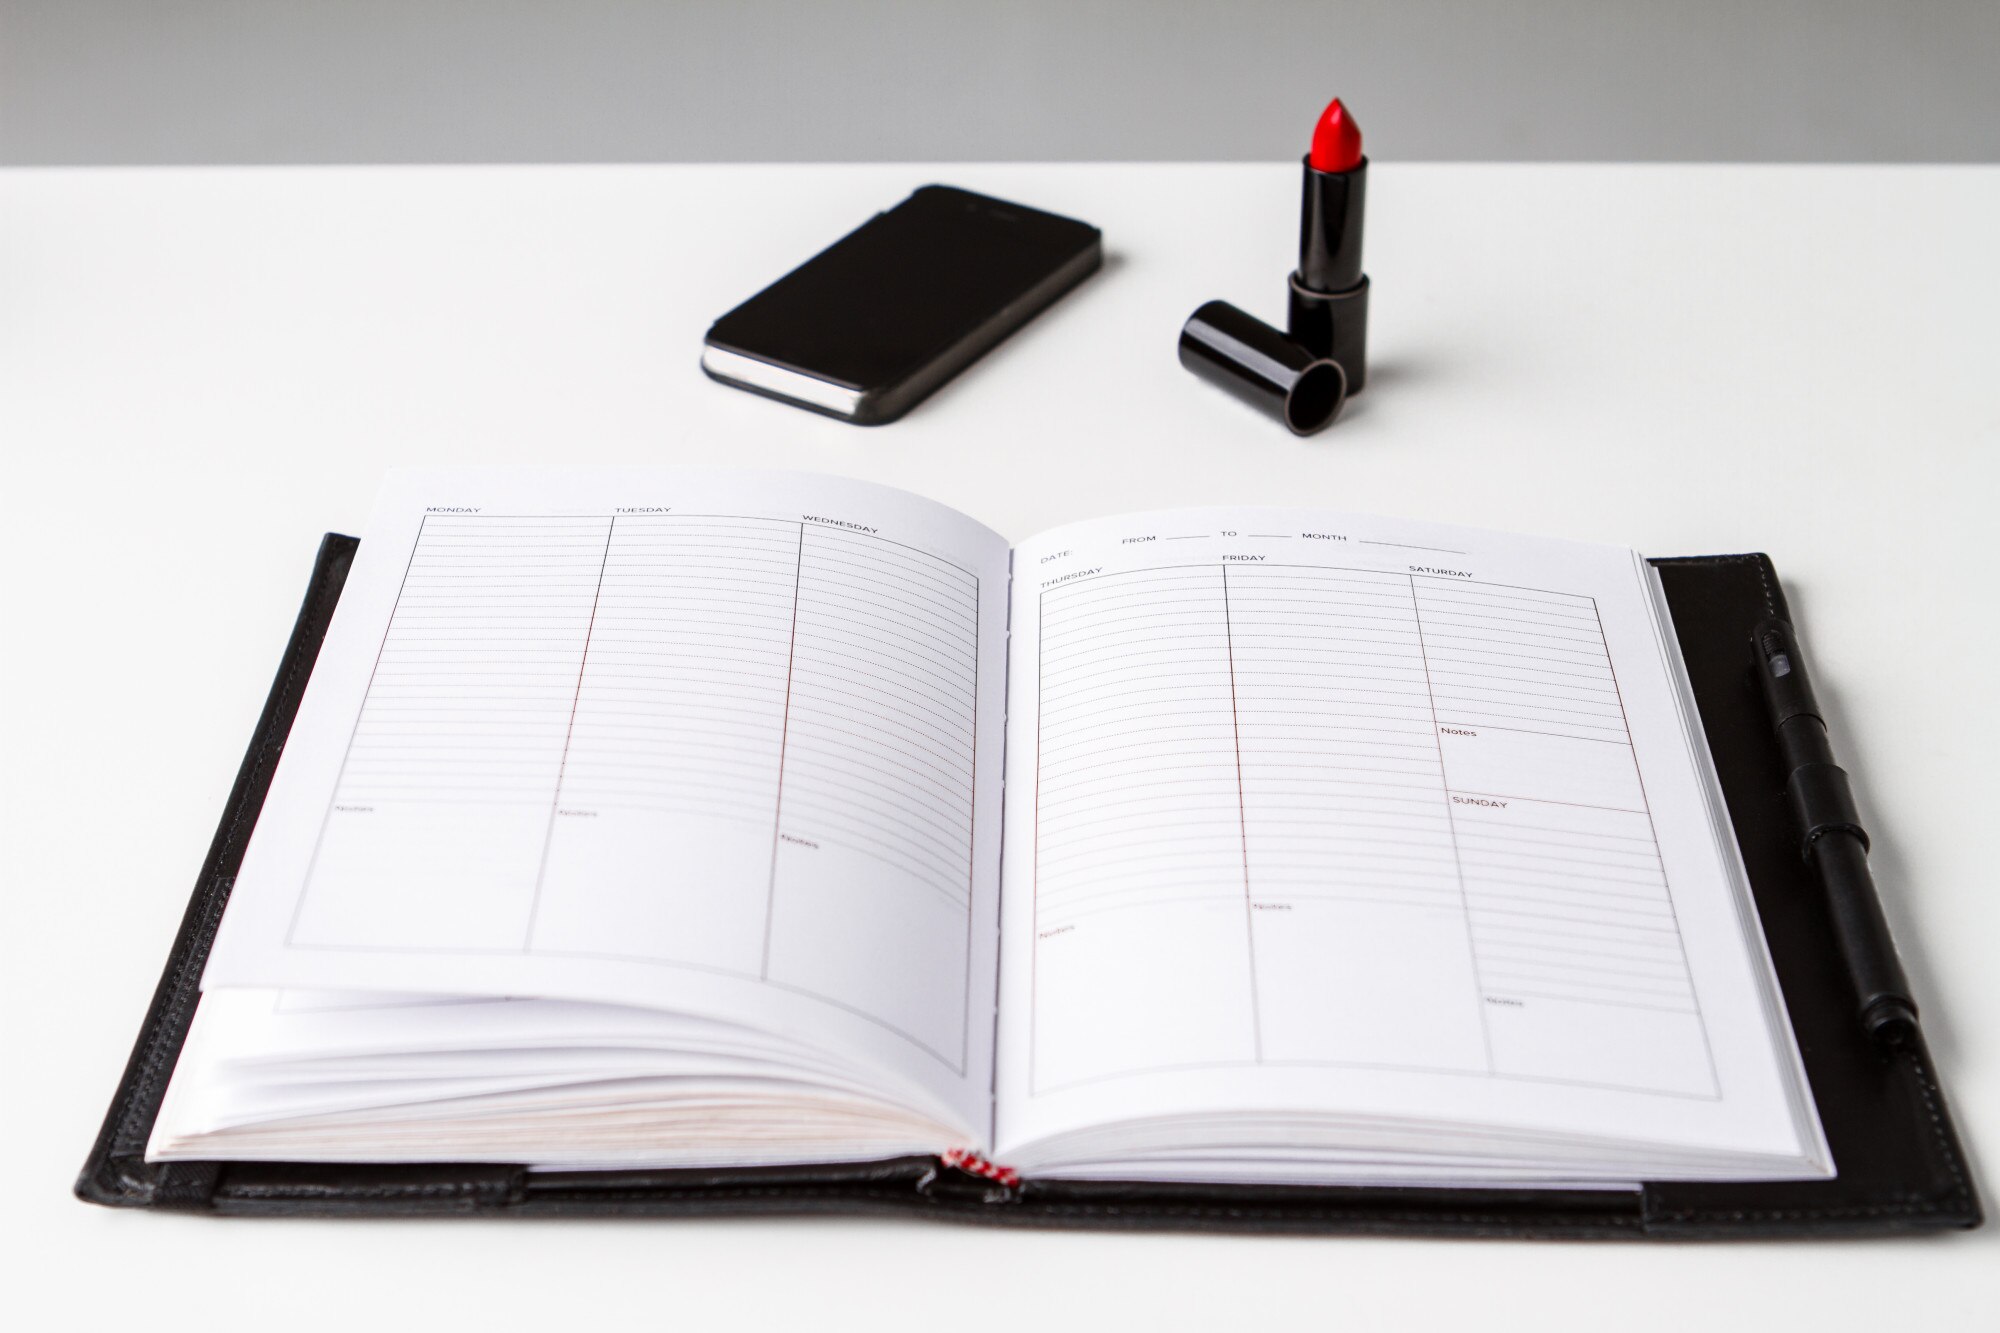 MONDAY TUESDAY WEDNESDAY
Notes Notes Notes
DATE: FROM TO MONTH
THURSDAY FRIDAY SATURDAY
Notes
SUNDAY
Notes Notes Notes